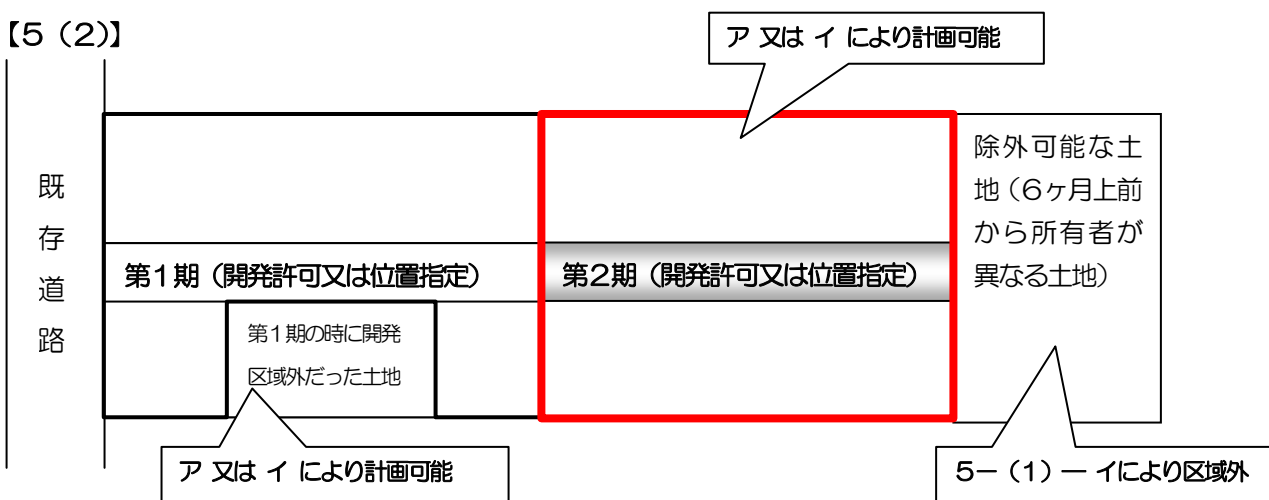 【5（2）】
ア 又は イ により計画可能
既存道路
除外可能な土
地（6ヶ月上前
から所有者が
異なる土地）
第1期（開発許可又は位置指定）
第2期（開発許可又は位置指定）
第1期の時に開発
区域外だった土地
ア 又は イ により計画可能
5－（1）－ イにより区域外